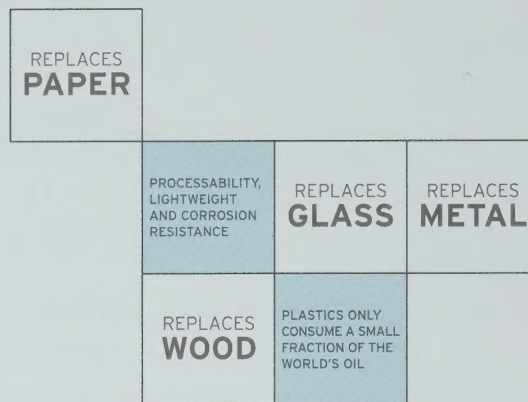 REPLACES
PAPER
PROCESSABILITY,
LIGHTWEIGHT
AND CORROSION
RESISTANCE
REPLACES
GLASS
REPLACES
METAL
REPLACES
WOOD
PLASTICS ONLY
CONSUME A SMALL
FRACTION OF THE
WORLD'S OIL